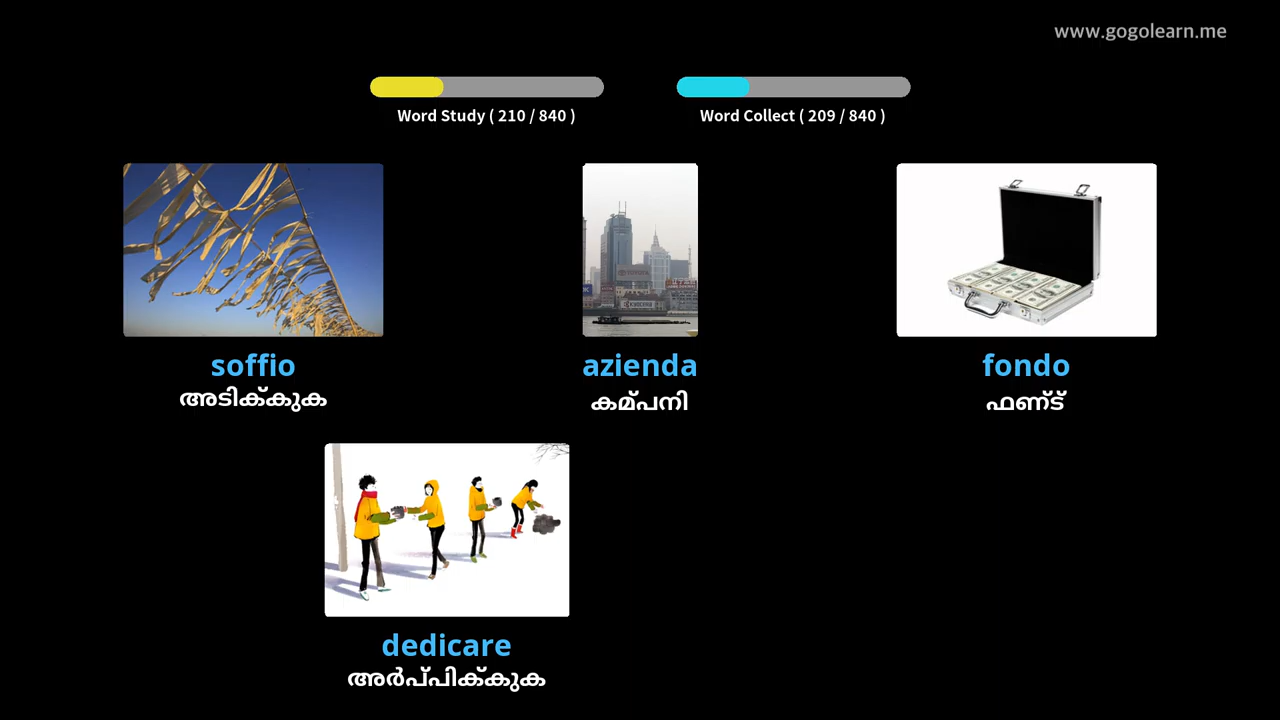 www.gogolearn.me
Word Study ( 210 / 840 )
Word Collect ( 209 / 840 )
TOYOTA
soffio
azienda
fondo
അടിക്കുക
കമ്പനി
ഫണ്ട്
dedicare
അർപ്പിക്കുക